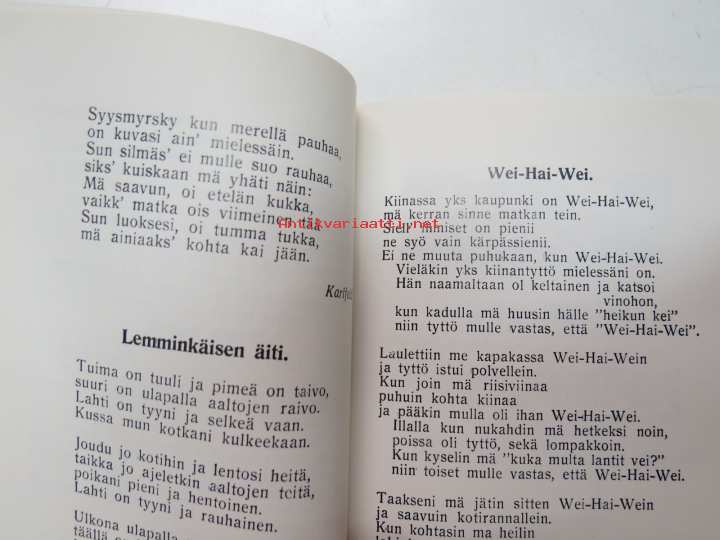 Syysmyrsky kun merellä pauhaa,
on kuvasi ain' mielessäin.
Sun silmäs' ei mulle suo rauhaa,
siks' kuiskaan mä yhäti näin:
Mä saavun, oi etelän kukka,
vaikk' matka ois viimeinen tää
Sun luoksesi, oi tumma tukka,
mä ainiaaks' kohta kai jään.
Lemminkäisen äiti.
Tuima on tuuli ja pimeä on taivo,
suuri on ulapalla aaltojen raivo.
Lahti on tyyni ja selkeä vaan.
Kussa mun kotkani kulkeekaan.
Joudu jo kotihin ja lentosi heitä,
taikka jo ajeletkin aaltojen teitä,
poikani pieni ja hentoinen.
Lahti on tyyni ja rauhainen.
Ulkona ulapalla
täällä on
Wei-Hai-Wei.
Kiinassa yks kaupunki on Wei-Hai-Wei,
mä kerran sinne matkan tein.
Siell' ihmiset on pienii
ne syö vain kärpässienii.
Ei ne muuta puhukaan, kun Wei-Hai-Wei.
Vieläkin yks kiinantyttö mielessäni on.
Hän naamaltaan ol keltainen ja katsoi
vinohon,
kun kadulla mä huusin hälle "heikun kei"
niin tyttö mulle vastas, että "Wei-Hai-Wei".
Laulettiin me kapakassa Wei-Hai-Wein
ja tyttö istui polvellein.
Kun join mä riisiviinaa
puhuin kohta kiinaa
ja pääkin mulla oli ihan Wei-Hai-Wei.
Illalla kun nukahdin mä hetkeksi noin,
poissa oli tyttö, sekä lompakkoin.
Kun kyselin mä "kuka multa lantit vei?"
niin toiset mulle vastas, että Wei-Hai-Wei.
Taakseni mä jätin sitten Wei-Hai-Wein
ja saavuin kotirannallein.
Kun kohtasin ma heilin
Antikvariaatti.net